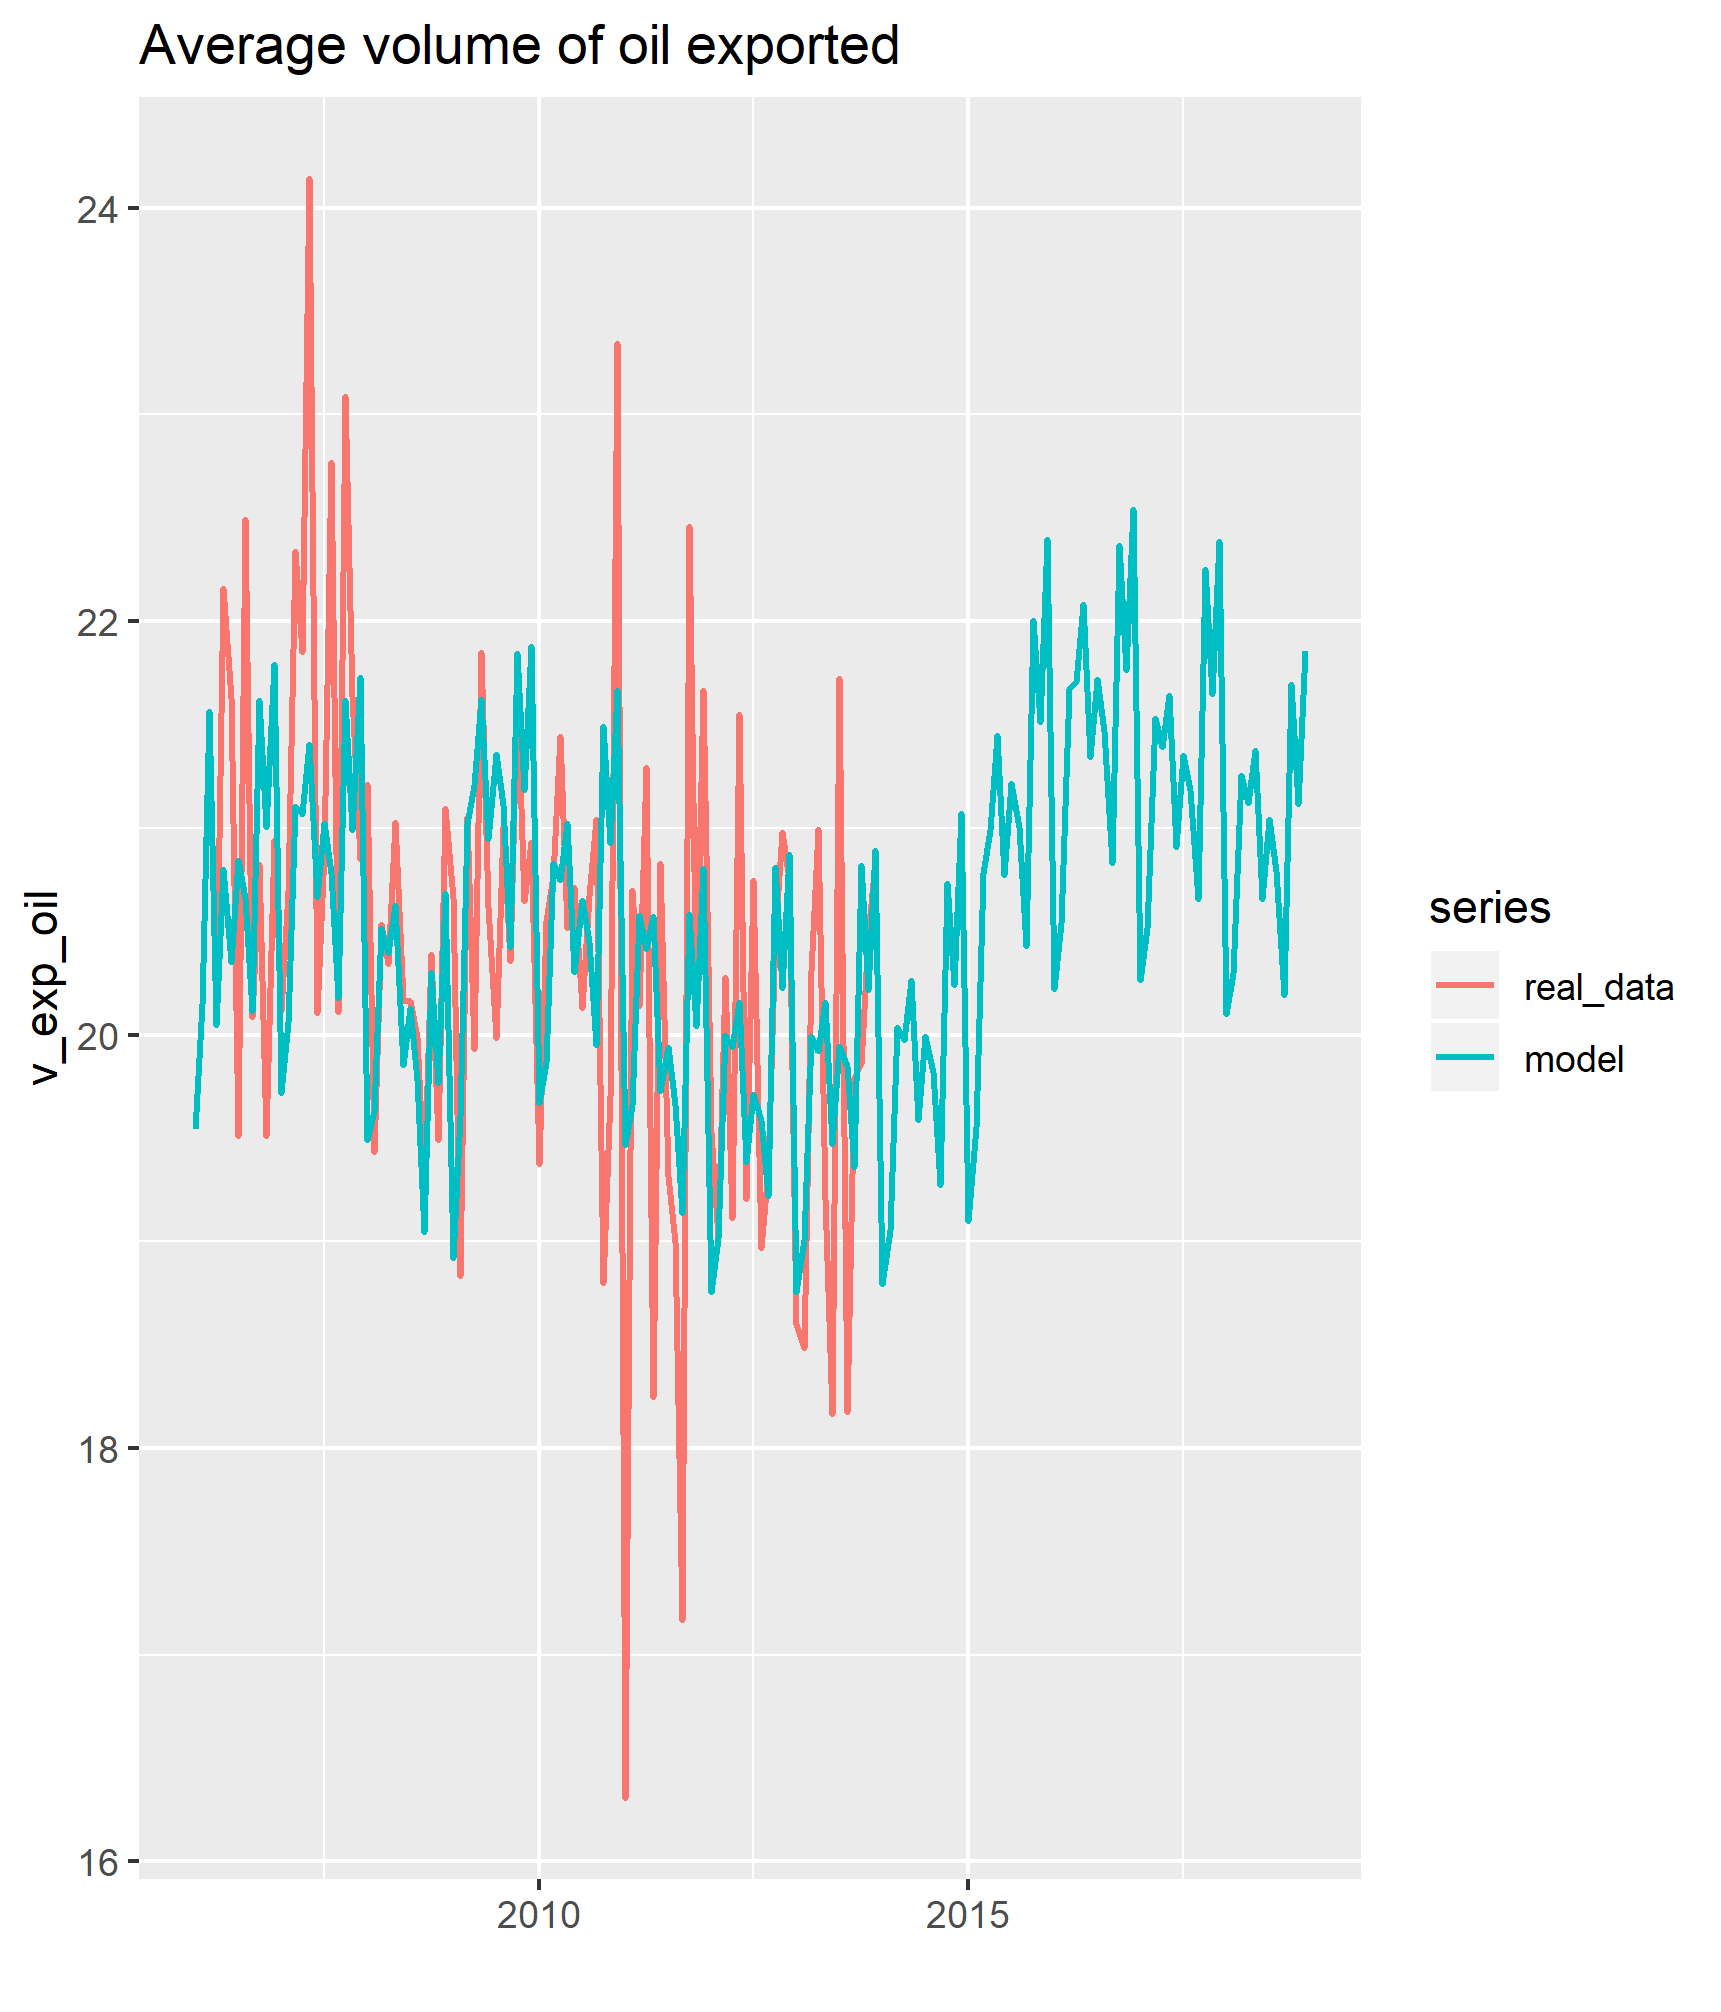 Average volume of oil exported
v_exp_oil
24
22
20
18
16
2010
2015
series
real_data
model